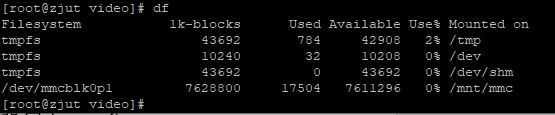 [root@zjut video]# df
Filesystem 1k-blocks Used Available Use% Mounted on
tmpfs 43692 784 42908 2% /tmp
tmpfs 10240 32 10208 0% /dev
tmpfs 43692 0 43692 0% /dev/shm
/dev/mmcblk0p1 7628800 17504 7611296 0% /mnt/mmc
[root@zjut video]#